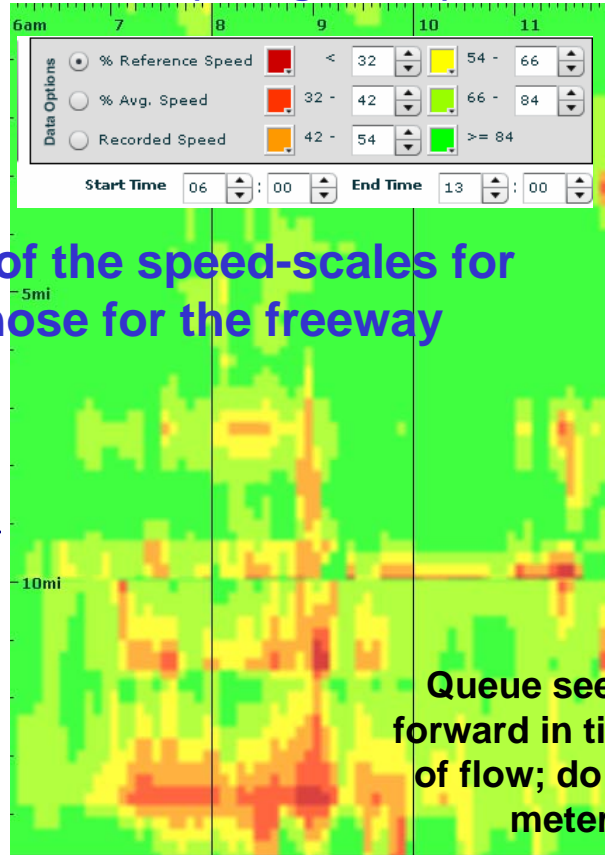 6am 7 8 9 10 11
Data Options
% Reference Speed < 32 54 - 66
% Avg. Speed 32 - 42 66 - 84
Recorded Speed 42 - 54 >= 84
Start Time 06 : 00 End Time 13 : 00
of the speed-scales for
5mi
ose for the freeway
10mi
Queue see
forward in ti
of flow; do
meter